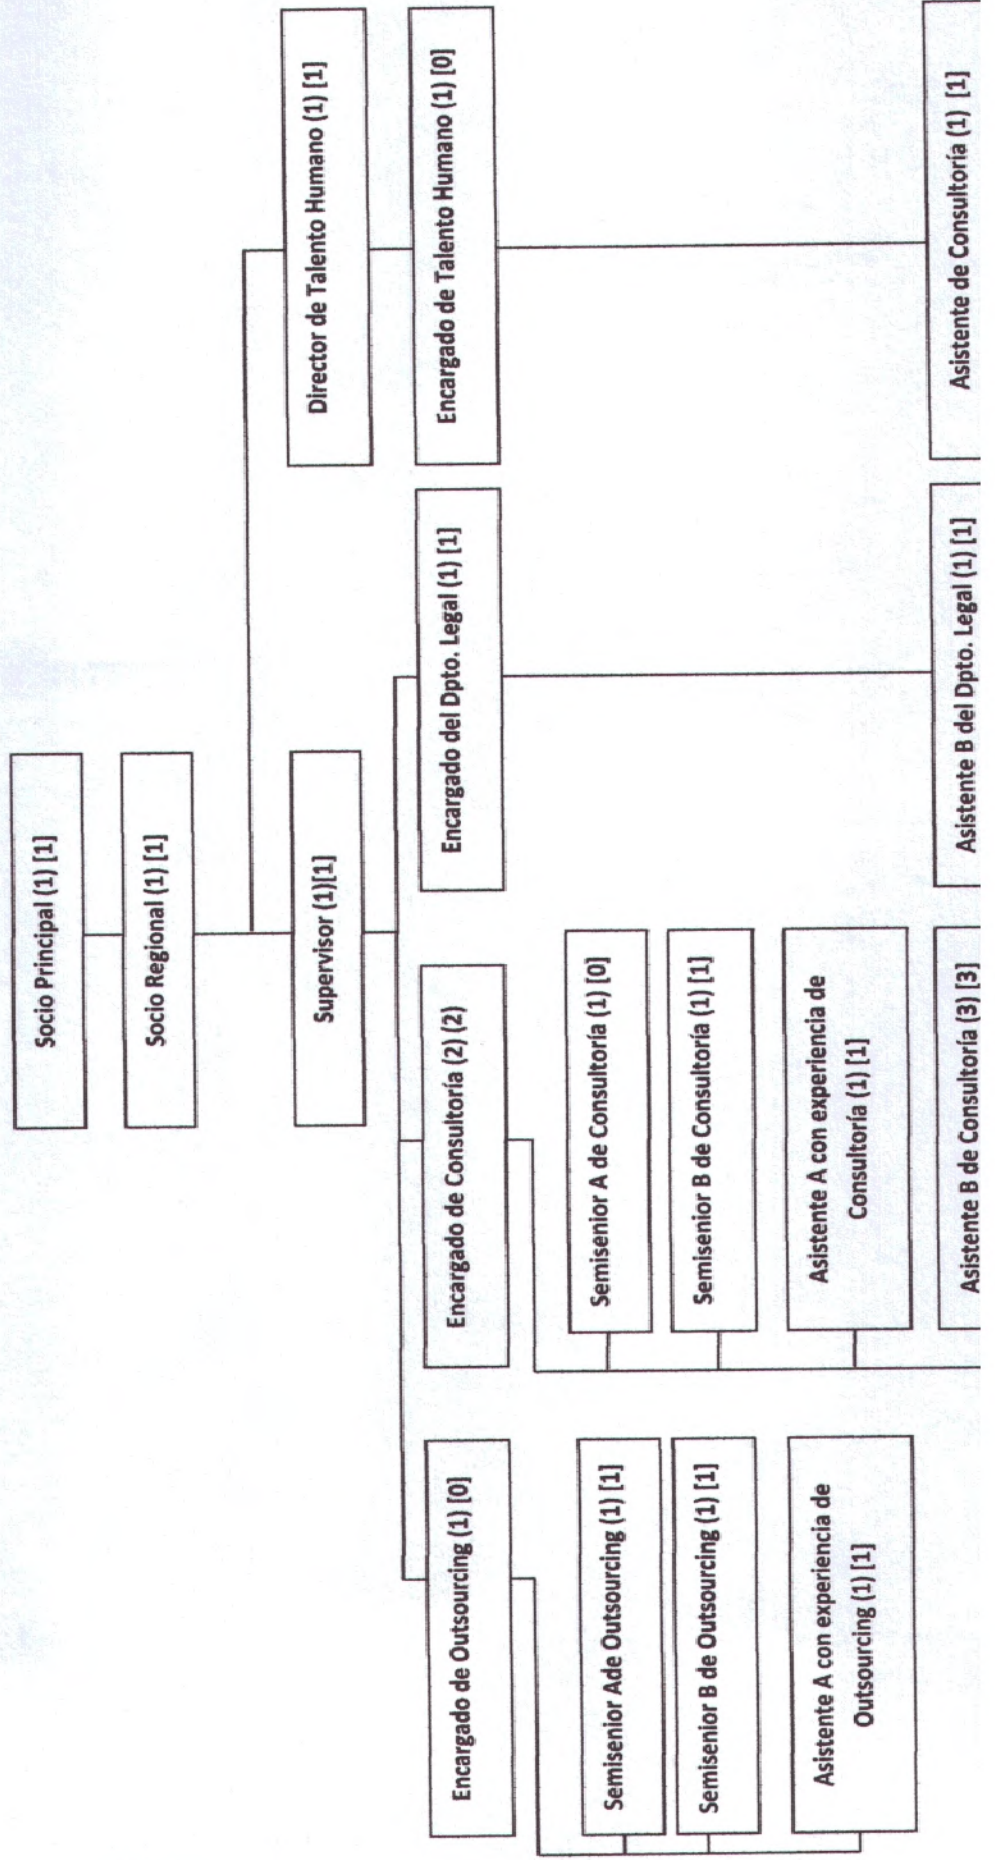 Socio Principal (1) [1]
Socio Regional (1) [1]
Supervisor (1)[1]
Director de Talento Humano (1) [1]
Encargado de Outsourcing (1) [0]
Encargado de Consultoría (2) (2)
Encargado del Dpto. Legal (1) [1]
Encargado de Talento Humano (1) [0]
Semisenior Ade Outsourcing (1) [1]
Semisenior B de Outsourcing (1) [1]
Asistente A con experiencia de
Outsourcing (1) [1]
Semisenior A de Consultoría (1) [0]
Semisenior B de Consultoría (1) [1]
Asistente A con experiencia de
Consultoría (1) [1]
Asistente B de Consultoría (3) [3]
Asistente B del Dpto. Legal (1) [1]
Asistente de Consultoría (1) [1]